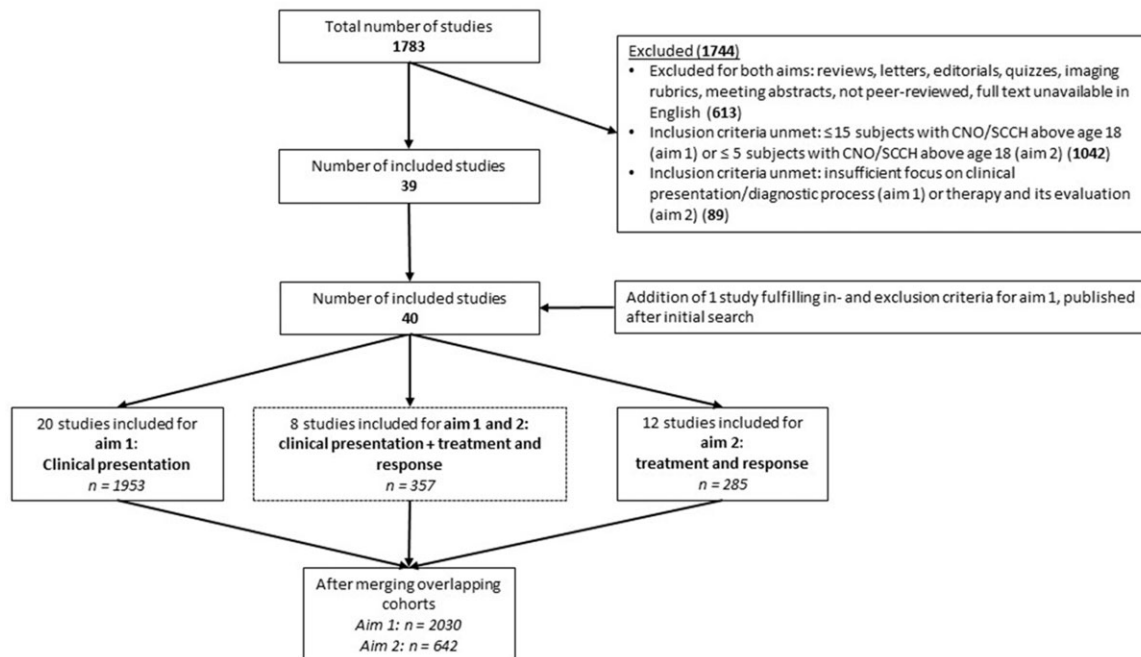 Total number of studies
1783
Excluded (1744)
• Excluded for both aims: reviews, letters, editorials, quizzes, imaging
rubrics, meeting abstracts, not peer-reviewed, full text unavailable in
English (613)
• Inclusion criteria unmet: ≤15 subjects with CNO/SCCH above age 18
(aim 1) or ≤ 5 subjects with CNO/SCCH above age 18 (aim 2) (1042)
• Inclusion criteria unmet: insufficient focus on clinical
presentation/diagnostic process (aim 1) or therapy and its evaluation
(aim 2) (89)
Number of included studies
39
Number of included studies
40
Addition of 1 study fulfilling in- and exclusion criteria for aim 1, published
after initial search
20 studies included for
aim 1:
Clinical presentation
n = 1953
8 studies included for aim 1 and 2:
clinical presentation + treatment and
response
n = 357
12 studies included for
aim 2:
treatment and response
n = 285
After merging overlapping
cohorts
Aim 1: n = 2030
Aim 2: n = 642